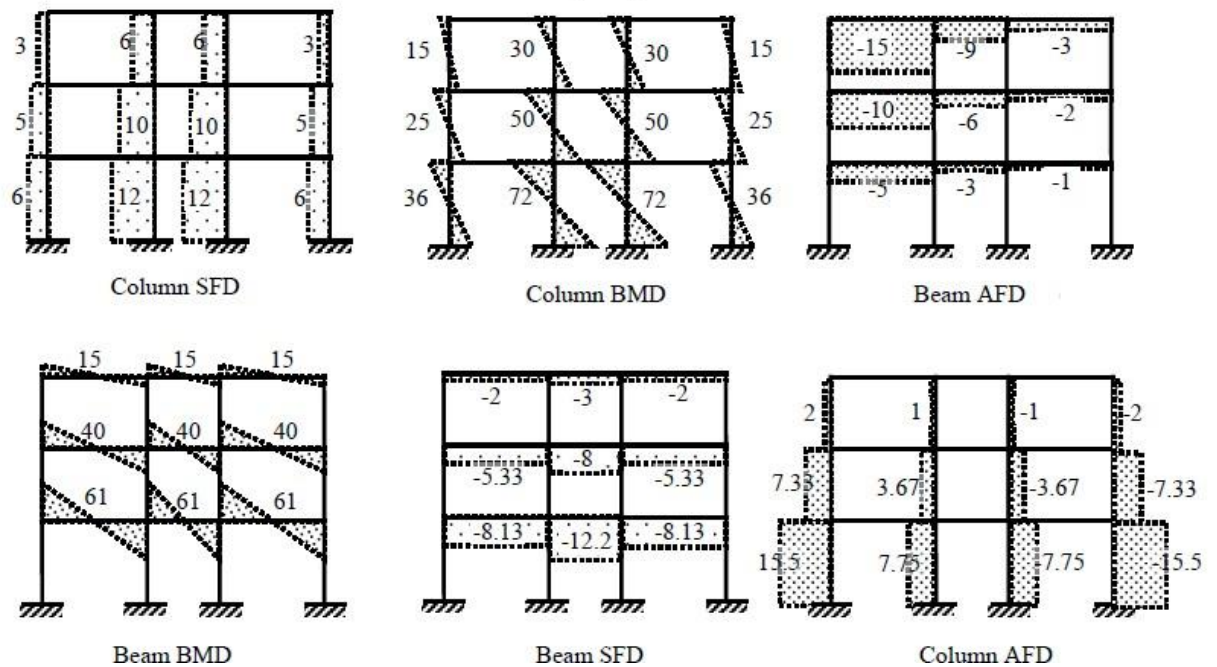 3 6 6 3
5 10 10 5
6 12 12 6
Column SFD
15 30 30 15
25 50 50 25
36 72 72 36
Column BMD
-15 -9 -3
-10 -6 -2
-5 -3 -1
Beam AFD
15 15 15
40 40 40
61 61 61
Beam BMD
-2 -3 -2
-5.33 -8 -5.33
-8.13 -12.2 -8.13
Beam SFD
2 1 -1 -2
7.33 3.67 -3.67 -7.33
15.5 7.75 -7.75 -15.5
Column AFD